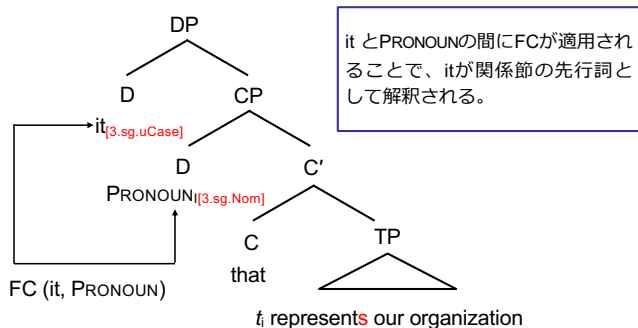 DP
it とPRONOUNの間にFCが適用され
ることで、itが関係節の先行詞と
して解釈される。
D CP
it[3.sg.uCase]
D C′
PRONOUNi[3.sg.Nom]
C TP
that
FC (it, PRONOUN)
ti represents our organization